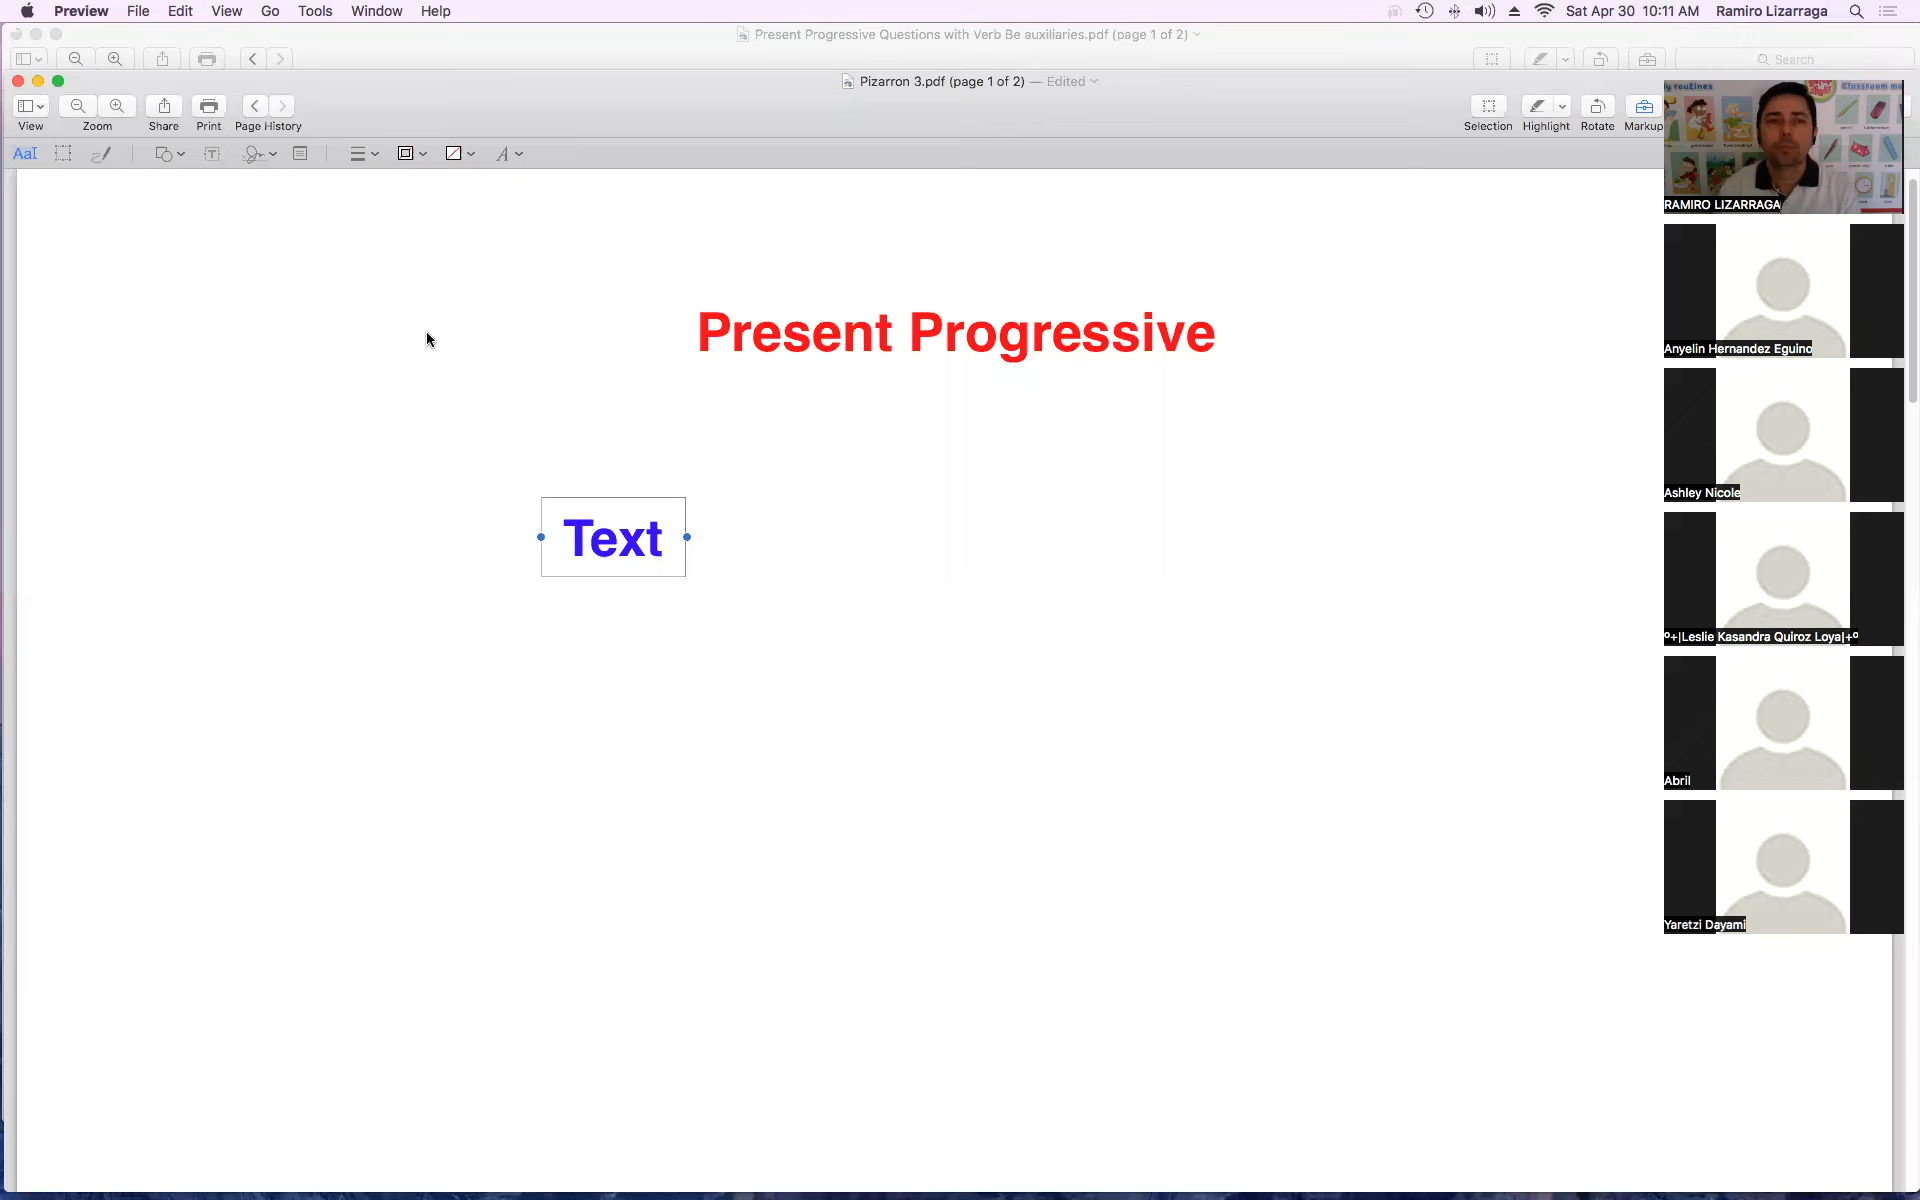 Preview File Edit View Go Tools Window Help Sat Apr 30 10:11 AM Ramiro Lizarraga
Present Progressive Questions with Verb Be auxiliaries.pdf (page 1 of 2)
Search
Pizarron 3.pdf (page 1 of 2) — Edited
View Zoom Share Print Page History Selection Highlight Rotate Markup
AaI
RAMIRO LIZARRAGA
Present Progressive
Anyelin Hernandez Eguino
Ashley Nicole
Text
º+|Leslie Kasandra Quiroz Loya|+º
Abril
Yaretzi Dayami